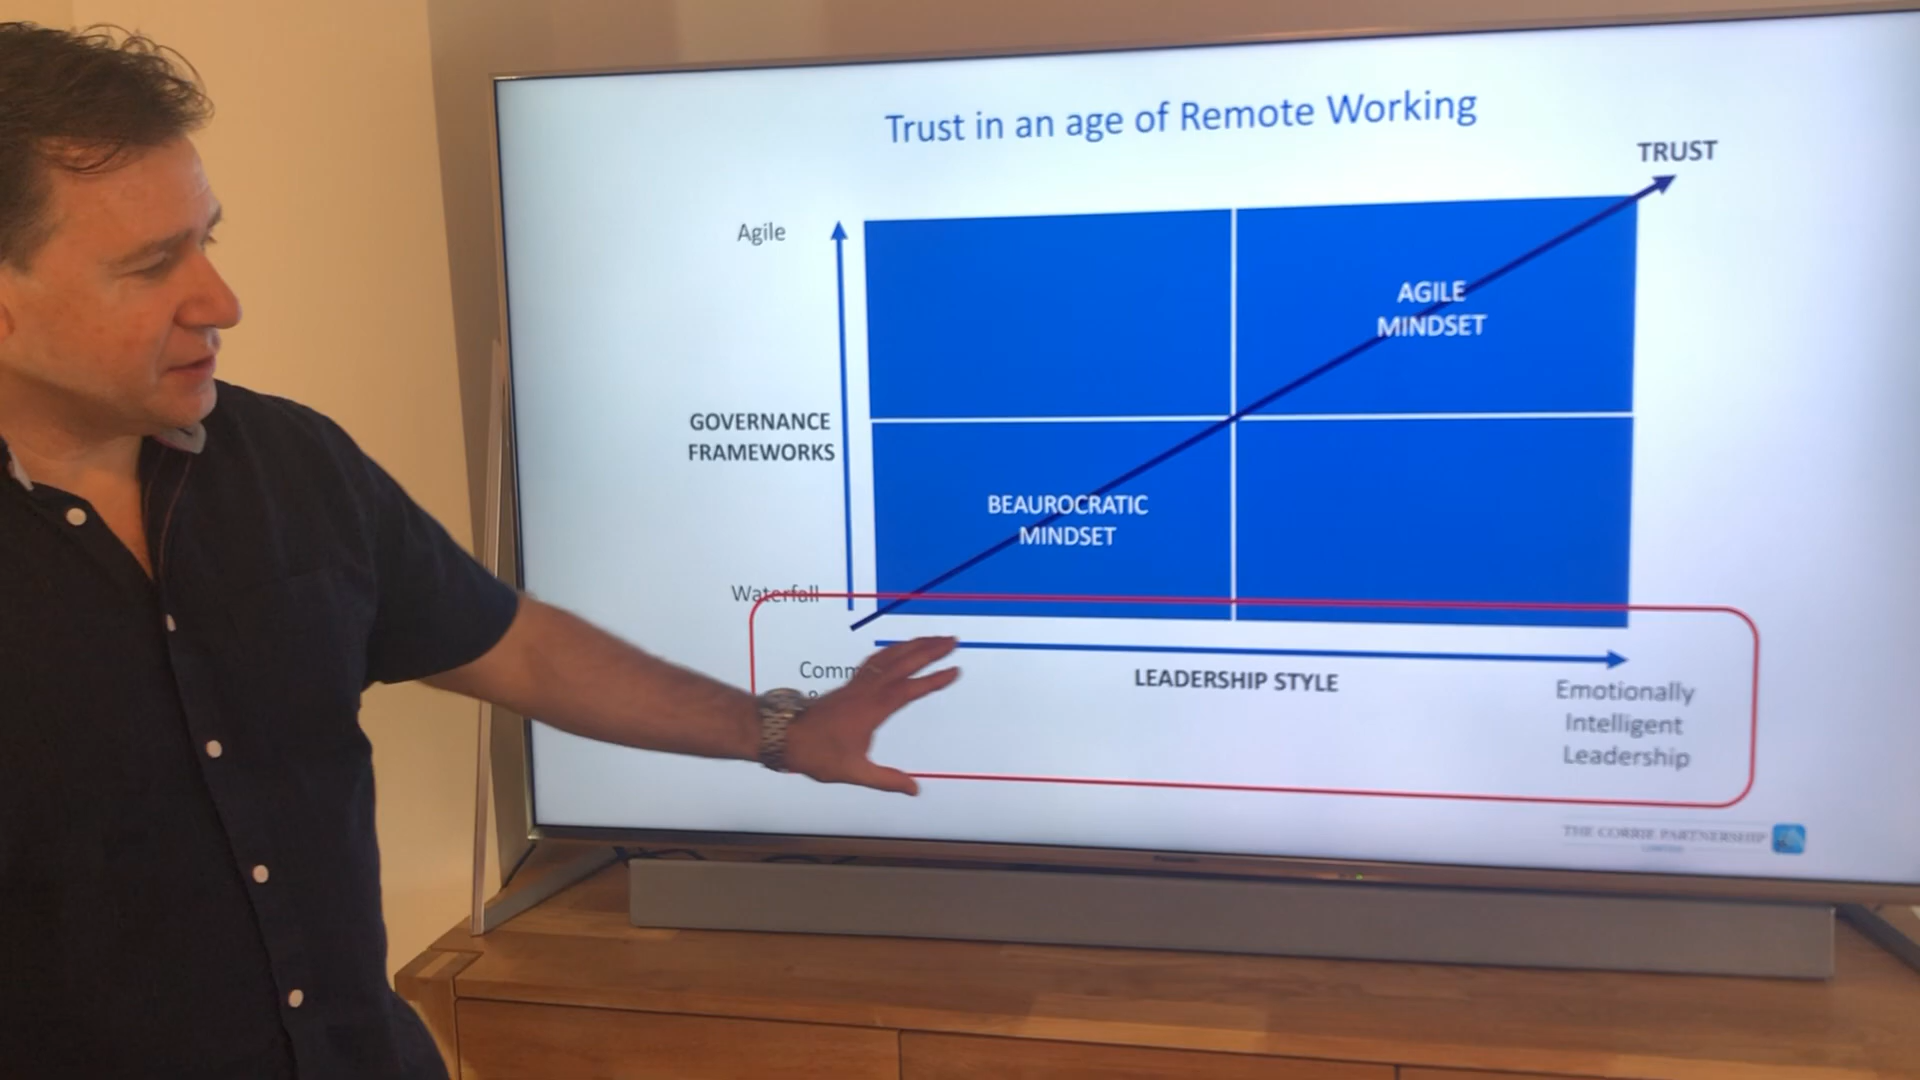 Trust in an age of Remote Working
TRUST
Agile
AGILE
MINDSET
GOVERNANCE
FRAMEWORKS
BEAUROCRATIC
MINDSET
Waterfall
LEADERSHIP STYLE
Emotionally
Intelligent
Leadership
THE CORRIE PARTNERSHIP
LIMITED